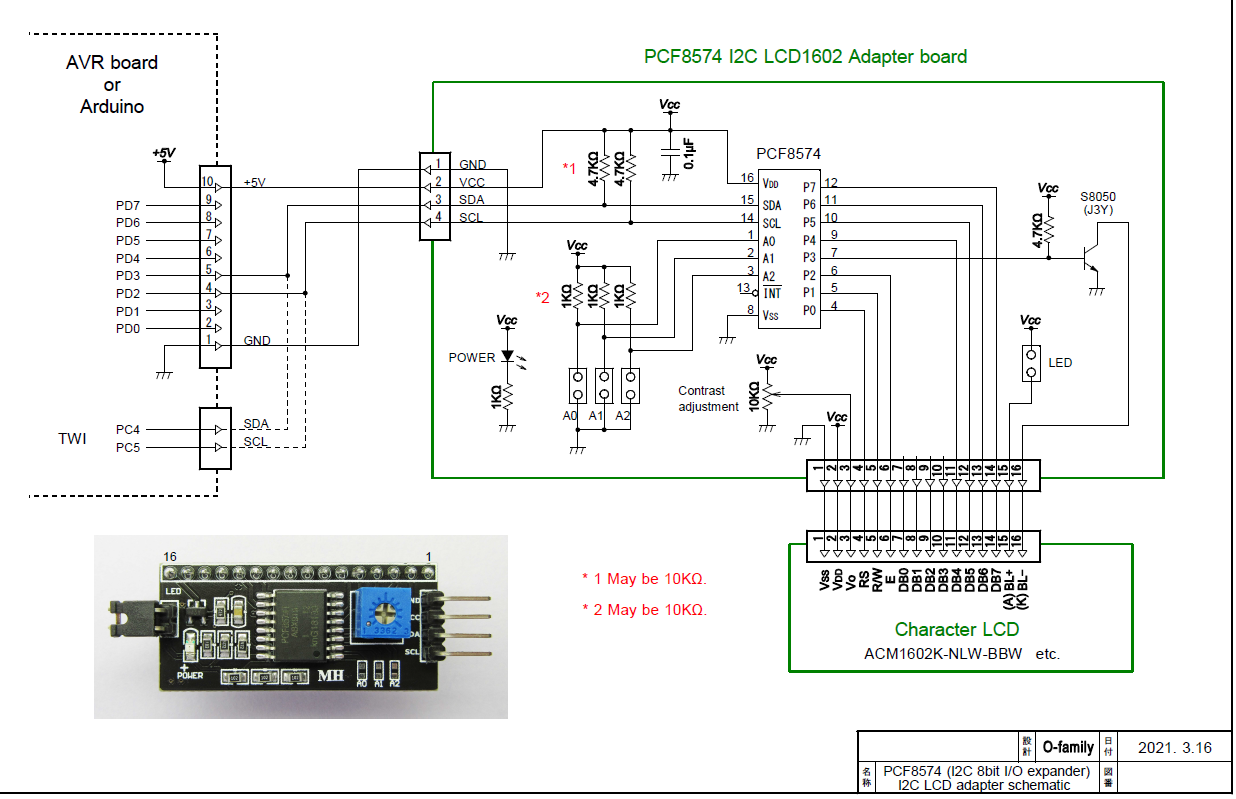 PCF8574 I2C LCD1602 Adapter board
AVR board
or
Arduino
+5V
10
+5V
PD7
9
PD6
8
PD5
7
PD4
6
PD3
5
PD2
4
PD1
3
PD0
2
1
GND
TWI
PC4
SDA
PC5
SCL
1
GND
2
VCC
3
SDA
4
SCL
Vcc
*1
4.7KΩ
4.7KΩ
0.1μF
PCF8574
16 VDD
15 SDA
14 SCL
1 A0
2 A1
3 A2
13 INT
8 Vss
P7 12
P6 11
P5 10
P4 9
P3 7
P2 6
P1 5
P0 4
Vcc
*2
1KΩ
1KΩ
1KΩ
A0 A1 A2
Vcc
POWER
1KΩ
Vcc
4.7KΩ
S8050
(J3Y)
Vcc
LED
Vcc
Contrast
adjustment
10KΩ
Vcc
1 2 3 4 5 6 7 8 9 10 11 12 13 14 15 16
1 2 3 4 5 6 7 8 9 10 11 12 13 14 15 16
Vss
VDD
Vo
RS
R/W
E
DB0
DB1
DB2
DB3
DB4
DB5
DB6
DB7
(A) BL+
(K) BL-
Character LCD
ACM1602K-NLW-BBW etc.
* 1 May be 10KΩ.
* 2 May be 10KΩ.
16
1
LED
SCL
POWER
MH
A0 A1 A2
設計
O-family
日付
2021. 3.16
名称
PCF8574 (I2C 8bit I/O expander)
I2C LCD adapter schematic
図番